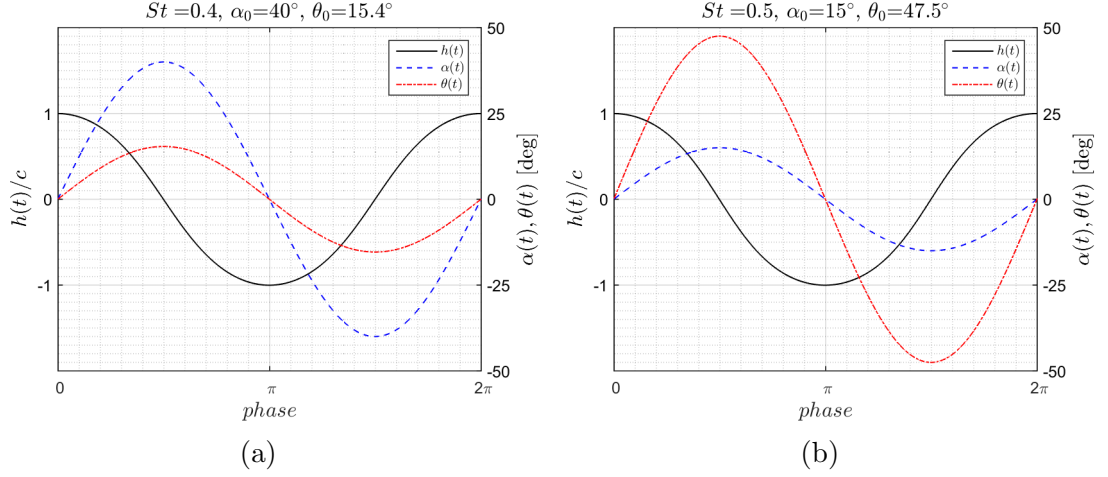 St =0.4, α₀=40°, θ₀=15.4°
50
h(t)
α(t)
θ(t)
1
25
0
0
-1
-25
-50
h(t)/c
α(t), θ(t) [deg]
0
π
2π
phase
(a)
St =0.5, α₀=15°, θ₀=47.5°
50
h(t)
α(t)
θ(t)
1
25
0
0
-1
-25
-50
h(t)/c
α(t), θ(t) [deg]
0
π
2π
phase
(b)